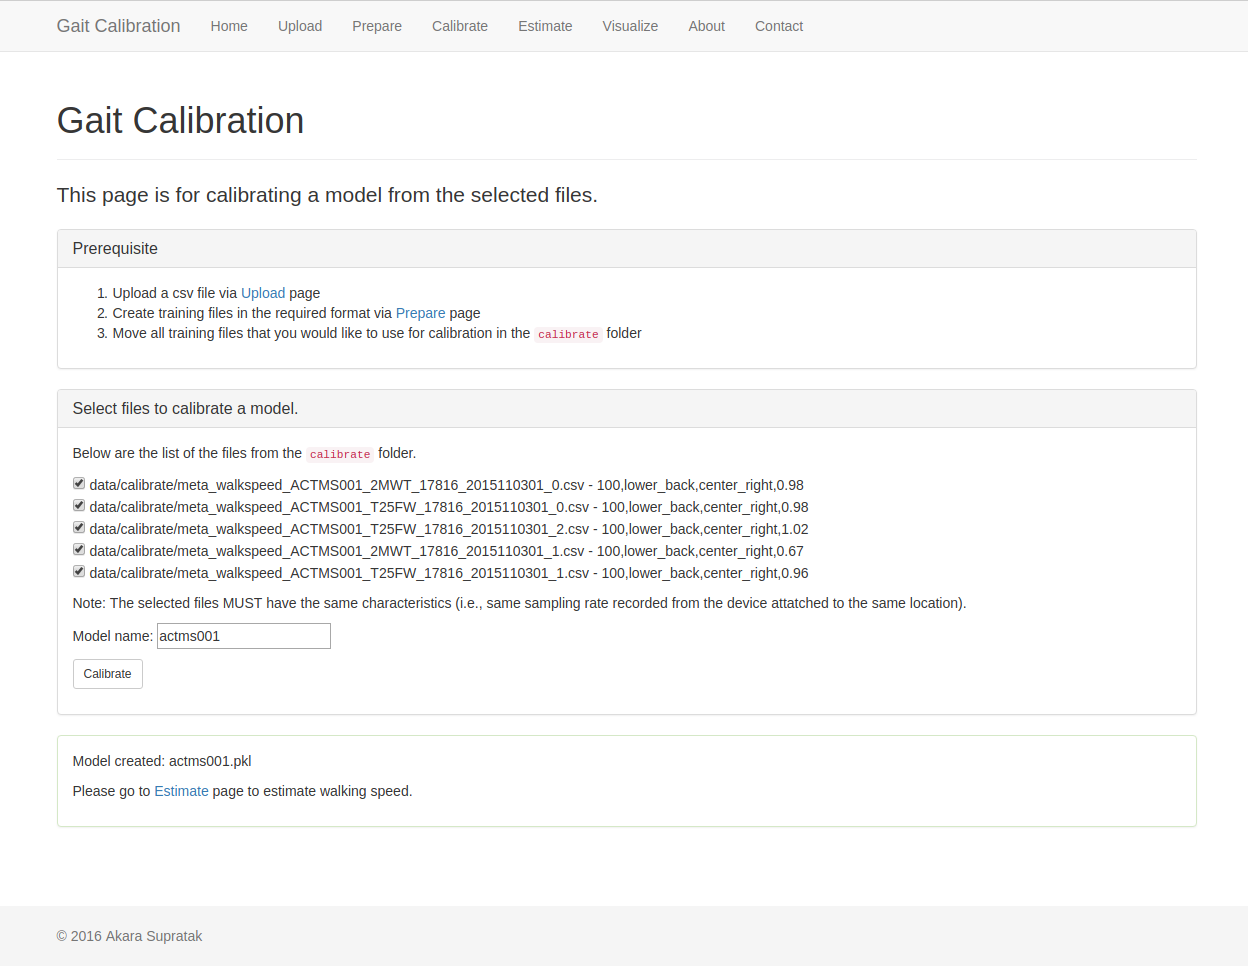 Gait Calibration Home Upload Prepare Calibrate Estimate Visualize About Contact
Gait Calibration
This page is for calibrating a model from the selected files.
Prerequisite
1. Upload a csv file via Upload page
2. Create training files in the required format via Prepare page
3. Move all training files that you would like to use for calibration in the calibrate folder
Select files to calibrate a model.
Below are the list of the files from the calibrate folder.
data/calibrate/meta_walkspeed_ACTMS001_2MWT_17816_2015110301_0.csv - 100,lower_back,center_right,0.98
data/calibrate/meta_walkspeed_ACTMS001_T25FW_17816_2015110301_0.csv - 100,lower_back,center_right,0.98
data/calibrate/meta_walkspeed_ACTMS001_T25FW_17816_2015110301_2.csv - 100,lower_back,center_right,1.02
data/calibrate/meta_walkspeed_ACTMS001_2MWT_17816_2015110301_1.csv - 100,lower_back,center_right,0.67
data/calibrate/meta_walkspeed_ACTMS001_T25FW_17816_2015110301_1.csv - 100,lower_back,center_right,0.96
Note: The selected files MUST have the same characteristics (i.e., same sampling rate recorded from the device attatched to the same location).
Model name: actms001
Calibrate
Model created: actms001.pkl
Please go to Estimate page to estimate walking speed.
© 2016 Akara Supratak